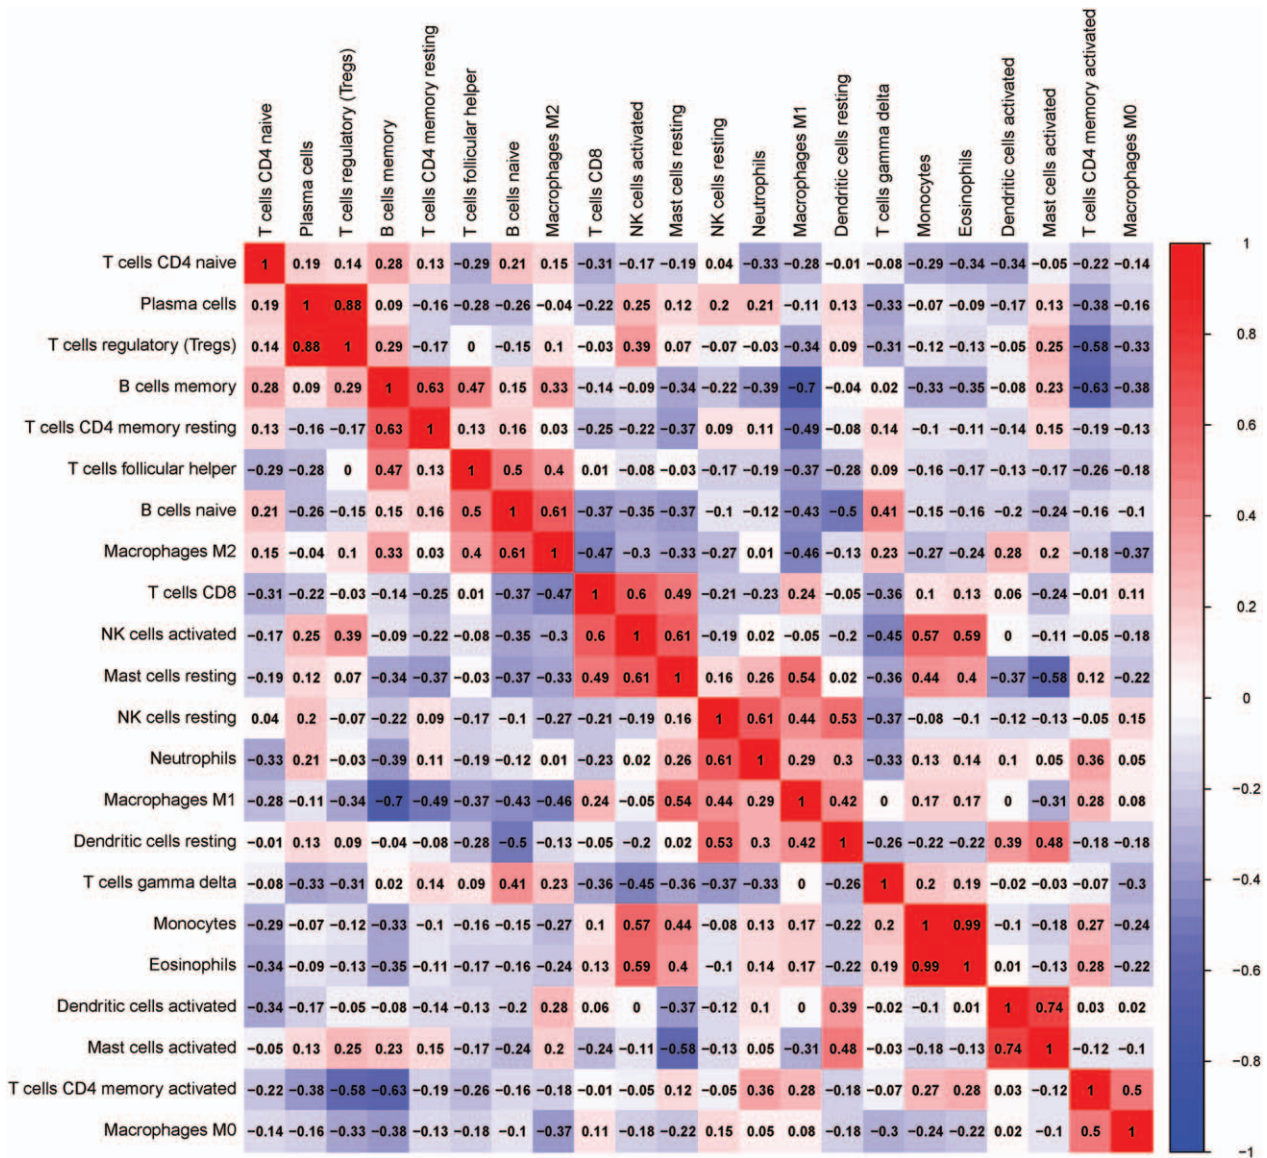 T cells CD4 naive
Plasma cells
T cells regulatory (Tregs)
B cells memory
T cells CD4 memory resting
T cells follicular helper
B cells naive
Macrophages M2
T cells CD8
NK cells activated
Mast cells resting
NK cells resting
Neutrophils
Macrophages M1
Dendritic cells resting
T cells gamma delta
Monocytes
Eosinophils
Dendritic cells activated
Mast cells activated
T cells CD4 memory activated
Macrophages M0
T cells CD4 naive 1 0.19 0.14 0.28 0.13 −0.29 0.21 0.15 −0.31 −0.17 −0.19 0.04 −0.33 −0.28 −0.01 −0.08 −0.29 −0.34 −0.34 −0.05 −0.22 −0.14
Plasma cells 0.19 1 0.88 0.09 −0.16 −0.28 −0.26 −0.04 −0.22 0.25 0.12 0.2 0.21 −0.11 0.13 −0.33 −0.07 −0.09 −0.17 0.13 −0.38 −0.16
T cells regulatory (Tregs) 0.14 0.88 1 0.29 −0.17 0 −0.15 0.1 −0.03 0.39 0.07 −0.07 −0.03 −0.34 0.09 −0.31 −0.12 −0.13 −0.05 0.25 −0.58 −0.33
B cells memory 0.28 0.09 0.29 1 0.63 0.47 0.15 0.33 −0.14 −0.09 −0.34 −0.22 −0.39 −0.7 −0.04 0.02 −0.33 −0.35 −0.08 0.23 −0.63 −0.38
T cells CD4 memory resting 0.13 −0.16 −0.17 0.63 1 0.13 0.16 0.03 −0.25 −0.22 −0.37 0.09 0.11 −0.49 −0.08 0.14 −0.1 −0.11 −0.14 0.15 −0.19 −0.13
T cells follicular helper −0.29 −0.28 0 0.47 0.13 1 0.5 0.4 0.01 −0.08 −0.03 −0.17 −0.19 −0.37 −0.28 0.09 −0.16 −0.17 −0.13 −0.17 −0.26 −0.18
B cells naive 0.21 −0.26 −0.15 0.15 0.16 0.5 1 0.61 −0.37 −0.35 −0.37 −0.1 −0.12 −0.43 −0.5 0.41 −0.15 −0.16 −0.2 −0.24 −0.16 −0.1
Macrophages M2 0.15 −0.04 0.1 0.33 0.03 0.4 0.61 1 −0.47 −0.3 −0.33 −0.27 0.01 −0.46 −0.13 0.23 −0.27 −0.24 0.28 0.2 −0.18 −0.37
T cells CD8 −0.31 −0.22 −0.03 −0.14 −0.25 0.01 −0.37 −0.47 1 0.6 0.49 −0.21 −0.23 0.24 −0.05 −0.36 0.1 0.13 0.06 −0.24 −0.01 0.11
NK cells activated −0.17 0.25 0.39 −0.09 −0.22 −0.08 −0.35 −0.3 0.6 1 0.61 −0.19 0.02 −0.05 −0.2 −0.45 0.57 0.59 0 −0.11 −0.05 −0.18
Mast cells resting −0.19 0.12 0.07 −0.34 −0.37 −0.03 −0.37 −0.33 0.49 0.61 1 0.16 0.26 0.54 0.02 −0.36 0.44 0.4 −0.37 −0.58 0.12 −0.22
NK cells resting 0.04 0.2 −0.07 −0.22 0.09 −0.17 −0.1 −0.27 −0.21 −0.19 0.16 1 0.61 0.44 0.53 −0.37 −0.08 −0.1 −0.12 −0.13 −0.05 0.15
Neutrophils −0.33 0.21 −0.03 −0.39 0.11 −0.19 −0.12 0.01 −0.23 0.02 0.26 0.61 1 0.29 0.3 −0.33 0.13 0.14 0.1 0.05 0.36 0.05
Macrophages M1 −0.28 −0.11 −0.34 −0.7 −0.49 −0.37 −0.43 −0.46 0.24 −0.05 0.54 0.44 0.29 1 0.42 0 0.17 0.17 0 −0.31 0.28 0.08
Dendritic cells resting −0.01 0.13 0.09 −0.04 −0.08 −0.28 −0.5 −0.13 −0.05 −0.2 0.02 0.53 0.3 0.42 1 −0.26 −0.22 −0.22 0.39 0.48 −0.18 −0.18
T cells gamma delta −0.08 −0.33 −0.31 0.02 0.14 0.09 0.41 0.23 −0.36 −0.45 −0.36 −0.37 −0.33 0 −0.26 1 0.2 0.19 −0.02 −0.03 −0.07 −0.3
Monocytes −0.29 −0.07 −0.12 −0.33 −0.1 −0.16 −0.15 −0.27 0.1 0.57 0.44 −0.08 0.13 0.17 −0.22 0.2 1 0.99 −0.1 −0.18 0.27 −0.24
Eosinophils −0.34 −0.09 −0.13 −0.35 −0.11 −0.17 −0.16 −0.24 0.13 0.59 0.4 −0.1 0.14 0.17 −0.22 0.19 0.99 1 0.01 −0.13 0.28 −0.22
Dendritic cells activated −0.34 −0.17 −0.05 −0.08 −0.14 −0.13 −0.2 0.28 0.06 0 −0.37 −0.12 0.1 0 0.39 −0.02 −0.1 0.01 1 0.74 0.03 0.02
Mast cells activated −0.05 0.13 0.25 0.23 0.15 −0.17 −0.24 0.2 −0.24 −0.11 −0.58 −0.13 0.05 −0.31 0.48 −0.03 −0.18 −0.13 0.74 1 −0.12 −0.1
T cells CD4 memory activated −0.22 −0.38 −0.58 −0.63 −0.19 −0.26 −0.16 −0.18 −0.01 −0.05 0.12 −0.05 0.36 0.28 −0.18 −0.07 0.27 0.28 0.03 −0.12 1 0.5
Macrophages M0 −0.14 −0.16 −0.33 −0.38 −0.13 −0.18 −0.1 −0.37 0.11 −0.18 −0.22 0.15 0.05 0.08 −0.18 −0.3 −0.24 −0.22 0.02 −0.1 0.5 1
1
0.8
0.6
0.4
0.2
0
−0.2
−0.4
−0.6
−0.8
−1